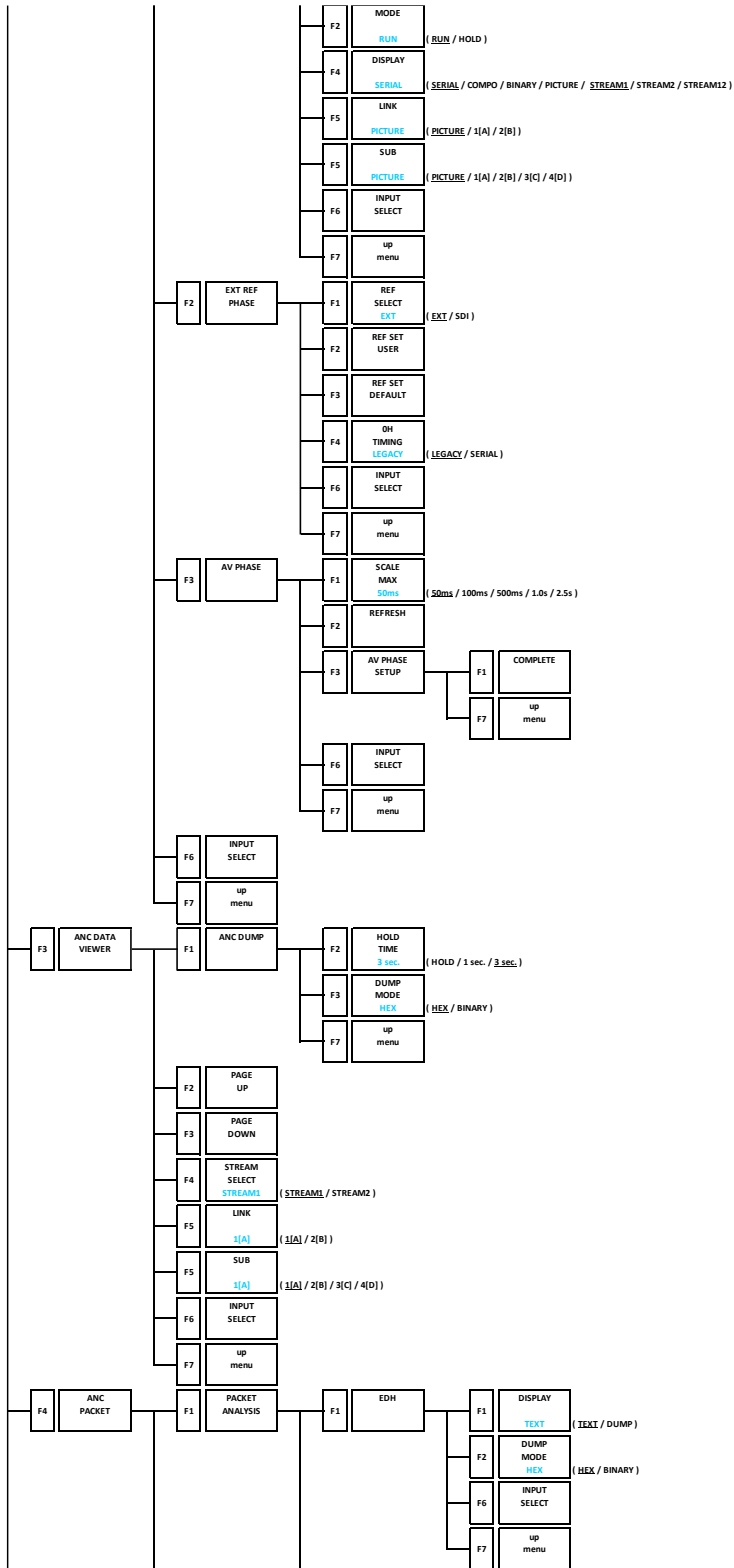 F2
MODE
RUN
( RUN / HOLD )
F4
DISPLAY
SERIAL
( SERIAL / COMPO / BINARY / PICTURE / STREAM1 / STREAM2 / STREAM12 )
F5
LINK
PICTURE
( PICTURE / 1[A] / 2[B] )
F5
SUB
PICTURE
( PICTURE / 1[A] / 2[B] / 3[C] / 4[D] )
F6
INPUT
SELECT
F7
up
menu
F2
EXT REF
PHASE
F1
REF
SELECT
EXT
( EXT / SDI )
F2
REF SET
USER
F3
REF SET
DEFAULT
F4
0H
TIMING
LEGACY
( LEGACY / SERIAL )
F6
INPUT
SELECT
F7
up
menu
F3
AV PHASE
F1
SCALE
MAX
50ms
( 50ms / 100ms / 500ms / 1.0s / 2.5s )
F2
REFRESH
F3
AV PHASE
SETUP
F1
COMPLETE
F7
up
menu
F6
INPUT
SELECT
F7
up
menu
F6
INPUT
SELECT
F7
up
menu
F3
ANC DATA
VIEWER
F1
ANC DUMP
F2
HOLD
TIME
3 sec.
( HOLD / 1 sec. / 3 sec. )
F3
DUMP
MODE
HEX
( HEX / BINARY )
F7
up
menu
F2
PAGE
UP
F3
PAGE
DOWN
F4
STREAM
SELECT
STREAM1
( STREAM1 / STREAM2 )
F5
LINK
1[A]
( 1[A] / 2[B] )
F5
SUB
1[A]
( 1[A] / 2[B] / 3[C] / 4[D] )
F6
INPUT
SELECT
F7
up
menu
F4
ANC
PACKET
F1
PACKET
ANALYSIS
F1
EDH
F1
DISPLAY
TEXT
( TEXT / DUMP )
F2
DUMP
MODE
HEX
( HEX / BINARY )
F6
INPUT
SELECT
F7
up
menu